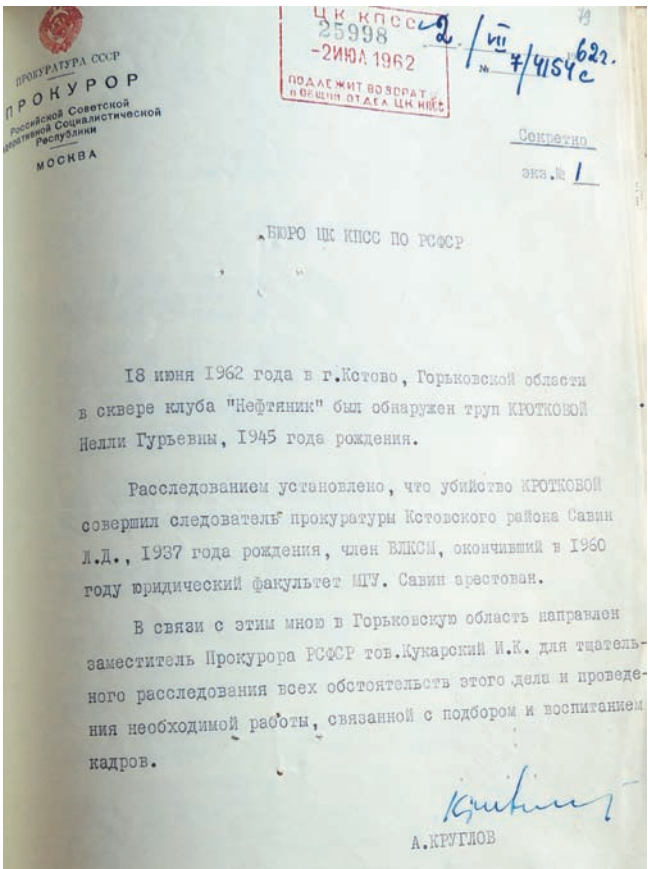 79
ЦК КПСС
25998
-2 ИЮЛ 1962
ПОДЛЕЖИТ ВОЗВРАТУ
В ОБЩИЙ ОТДЕЛ ЦК КПСС
2/VII 1962г.
№ 7/4154с
ПРОКУРАТУРА СССР
ПРОКУРОР
Российской Советской
Федеративной Социалистической
Республики
МОСКВА
Секретно
экз.№ 1
БЮРО ЦК КПСС ПО РСФСР
18 июня 1962 года в г.Кстово, Горьковской области
в сквере клуба "Нефтяник" был обнаружен труп КРОТКОВОЙ
Нелли Гурьевны, 1945 года рождения.
Расследованием установлено, что убийство КРОТКОВОЙ
совершил следователь прокуратуры Кстовского района Савин
Л.Д., 1937 года рождения, член ВЛКСМ, окончивший в 1960
году юридический факультет МГУ. Савин арестован.
В связи с этим мною в Горьковскую область направлен
заместитель Прокурора РСФСР тов.Кукарский И.К. для тщатель-
ного расследования всех обстоятельств этого дела и проведе-
ния необходимой работы, связанной с подбором и воспитанием
кадров.
А.КРУГЛОВ